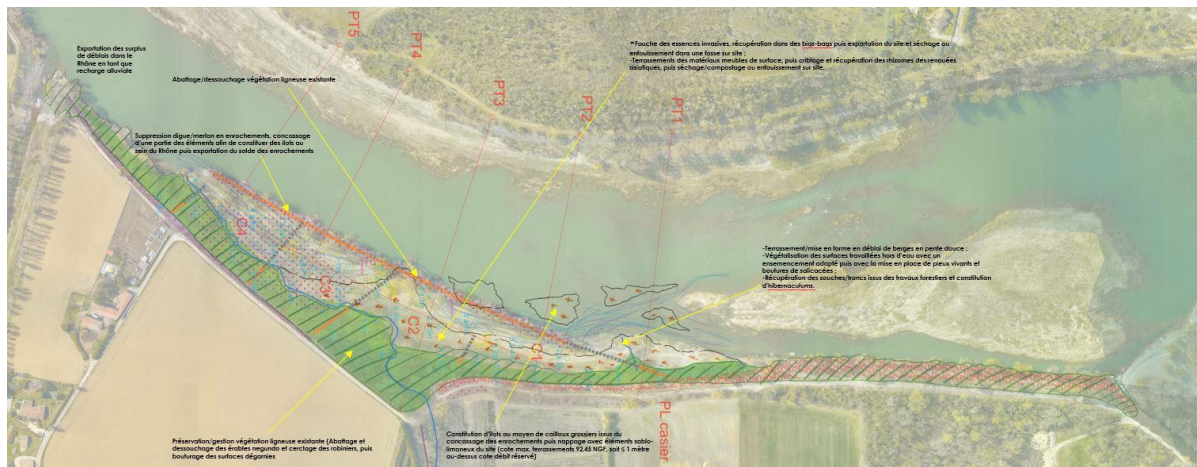 Exportation des surplus
de déblais dans le
Rhône en tant que
recharge alluviale
Abattage/dessouchage végétation ligneuse existante
Suppression digue/merlon en enrochements, concassage
d'une partie des éléments afin de constituer des ilots au
sein du Rhône puis exportation du solde des enrochements
PT5
PT4
PT3
PT2
PT1
-Fauche des essences invasives, récupération dans des bigs-bags puis exportation du site et séchage ou
enfouissement dans une fosse sur site ;
-Terrassements des matériaux meubles de surface, puis criblage et récupération des rhizomes des renouées
asiatiques, puis séchage/compostage ou enfouissement sur site.
-Terrassement/mise en forme en déblai de berges en pente douce ;
-Végétalisation des surfaces travaillées hors d'eau avec un
ensemencement adapté puis avec la mise en place de pieux vivants et
boutures de salicacées ;
-Récupération des souches/troncs issus des travaux forestiers et constitution
d'hibernaculums.
C4
C3
C2
C1
PL casier
Préservation/gestion végétation ligneuse existante (Abattage et
dessouchage des érables negundo et cerclage des robiniers, puis
bouturage des surfaces dégarnies
Constitution d'îlots au moyen de cailloux grossiers issus du
concassage des enrochements puis nappage avec éléments sablo-
limoneux du site (cote max. terrassements 92.45 NGF, soit ≤ 1 mètre
au-dessus cote débit réservé)